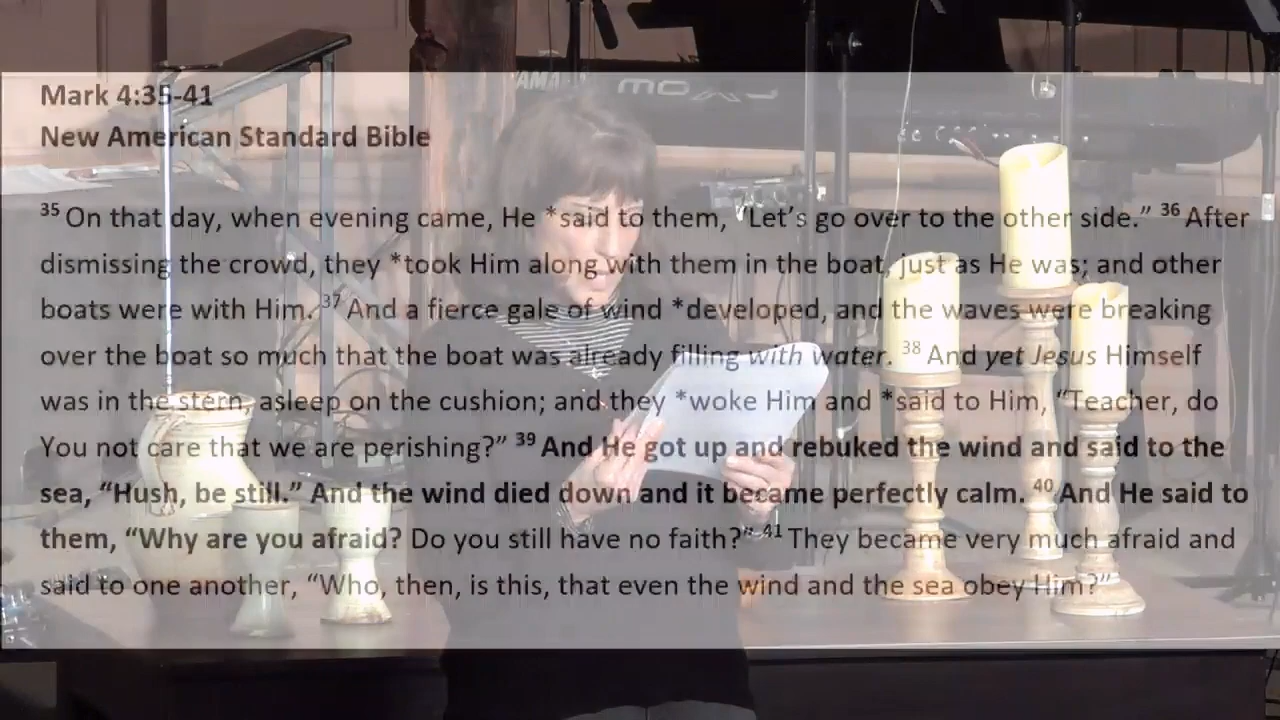 YAMAHA
MOXF
Mark 4:35-41
New American Standard Bible
35 On that day, when evening came, He *said to them, “Let’s go over to the other side.” 36 After
dismissing the crowd, they *took Him along with them in the boat, just as He was; and other
boats were with Him. 37 And a fierce gale of wind *developed, and the waves were breaking
over the boat so much that the boat was already filling with water. 38 And yet Jesus Himself
was in the stern, asleep on the cushion; and they *woke Him and *said to Him, “Teacher, do
You not care that we are perishing?” 39 And He got up and rebuked the wind and said to the
sea, “Hush, be still.” And the wind died down and it became perfectly calm. 40 And He said to
them, “Why are you afraid? Do you still have no faith?” 41 They became very much afraid and
said to one another, “Who, then, is this, that even the wind and the sea obey Him?”